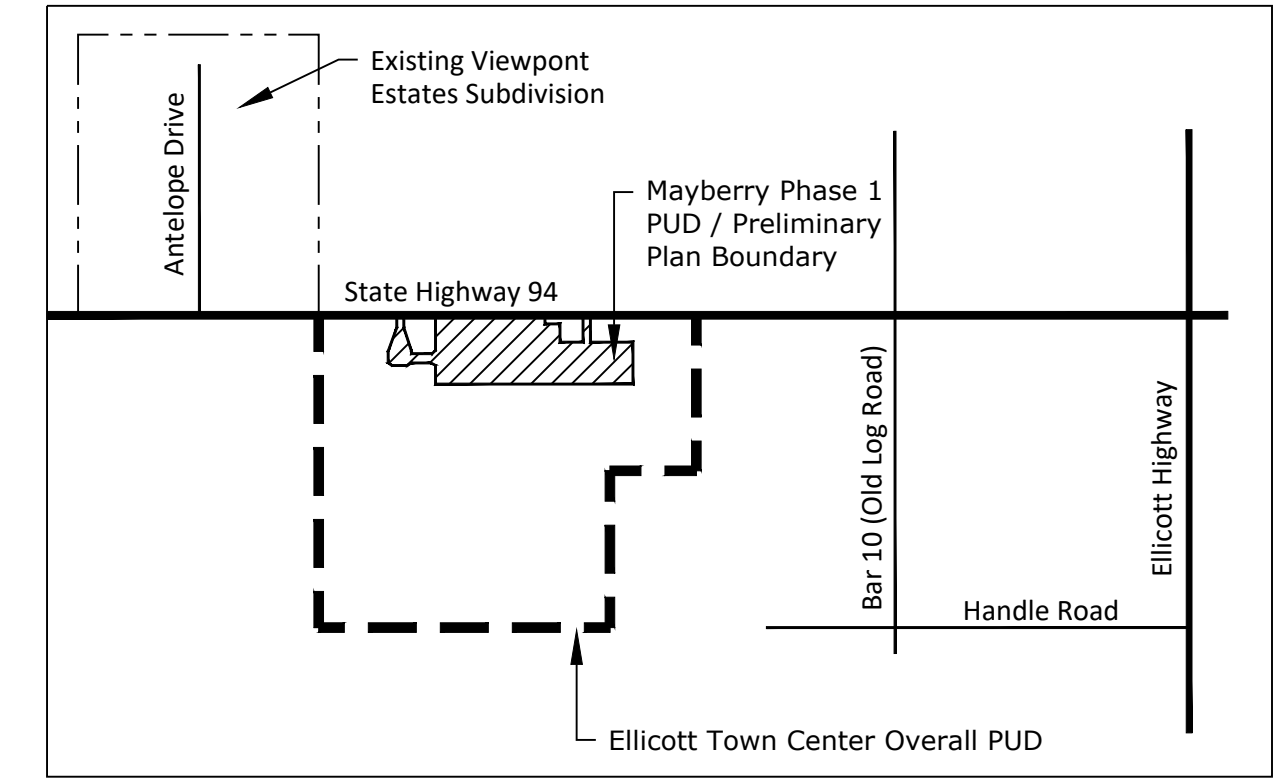 Existing Viewpont
Estates Subdivision
Antelope Drive
Mayberry Phase 1
PUD / Preliminary
Plan Boundary
State Highway 94
Bar 10 (Old Log Road)
Ellicott Highway
Handle Road
Ellicott Town Center Overall PUD